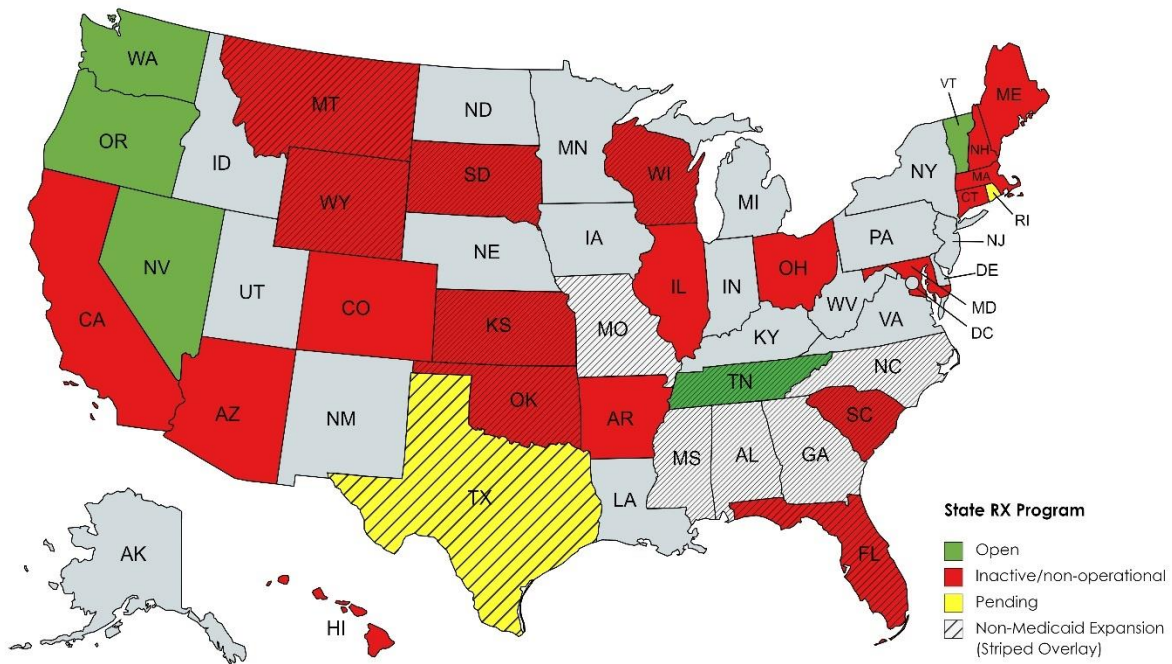 WA
VT
ME
MT
ND
MN
OR
NH
ID
WI
NY
SD
MA
MI
CT
WY
RI
IA
PA
NE
NJ
NV
OH
IL
IN
DE
UT
CO
WV
CA
KS
MO
VA
MD
KY
DC
NC
TN
OK
AZ
NM
AR
SC
MS
AL
GA
TX
LA
State RX Program
AK
Open
FL
Inactive/non-operational
Pending
HI
Non-Medicaid Expansion
(Striped Overlay)